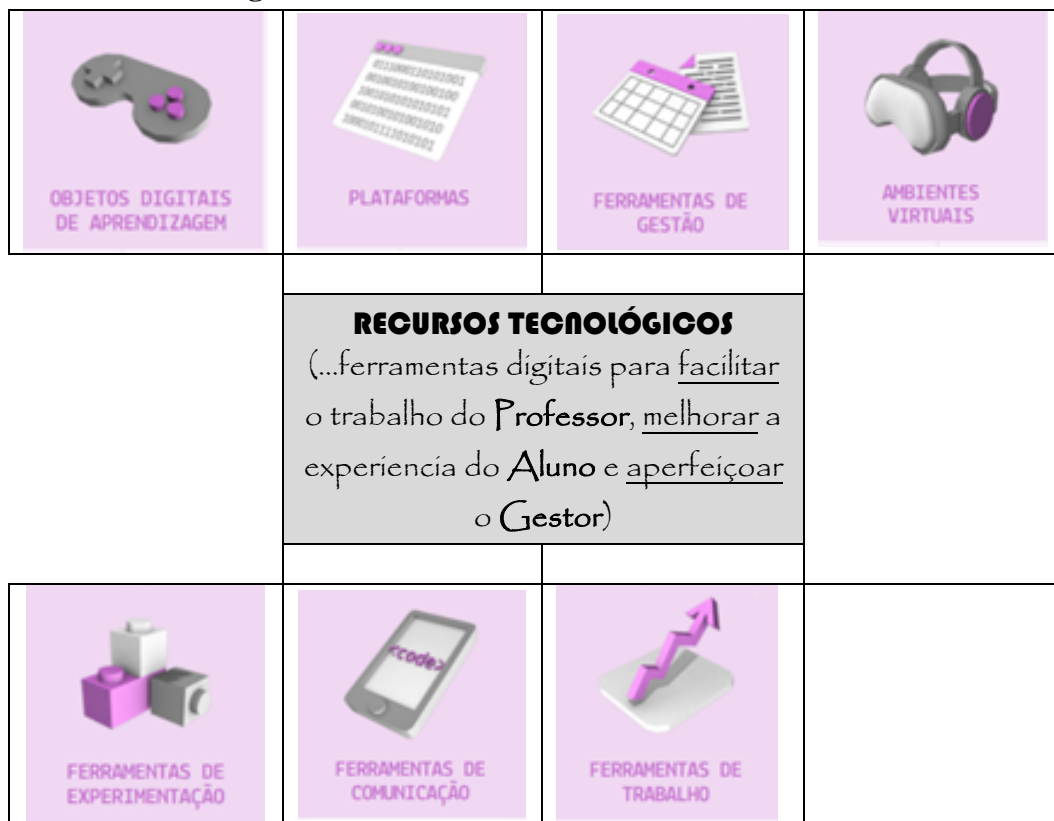 OBJETOS DIGITAIS
DE APRENDIZAGEM
PLATAFORMAS
FERRAMENTAS DE
GESTÃO
AMBIENTES
VIRTUAIS
RECURSOS TECNOLÓGICOS
(...ferramentas digitais para facilitar
o trabalho do Professor, melhorar a
experiencia do Aluno e aperfeiçoar
o Gestor)
FERRAMENTAS DE
EXPERIMENTAÇÃO
<code>
FERRAMENTAS DE
COMUNICAÇÃO
FERRAMENTAS DE
TRABALHO